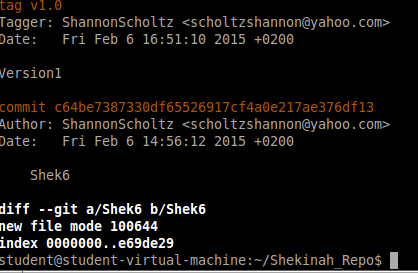 tag v1.0
Tagger: ShannonScholtz <scholtzshannon@yahoo.com>
Date:   Fri Feb 6 16:51:10 2015 +0200
Version1
commit c64be7387330df65526917cf4a0e217ae376df13
Author: ShannonScholtz <scholtzshannon@yahoo.com>
Date:   Fri Feb 6 14:56:12 2015 +0200
Shek6
diff --git a/Shek6 b/Shek6
new file mode 100644
index 0000000..e69de29
student@student-virtual-machine:~/Shekinah_Repo$